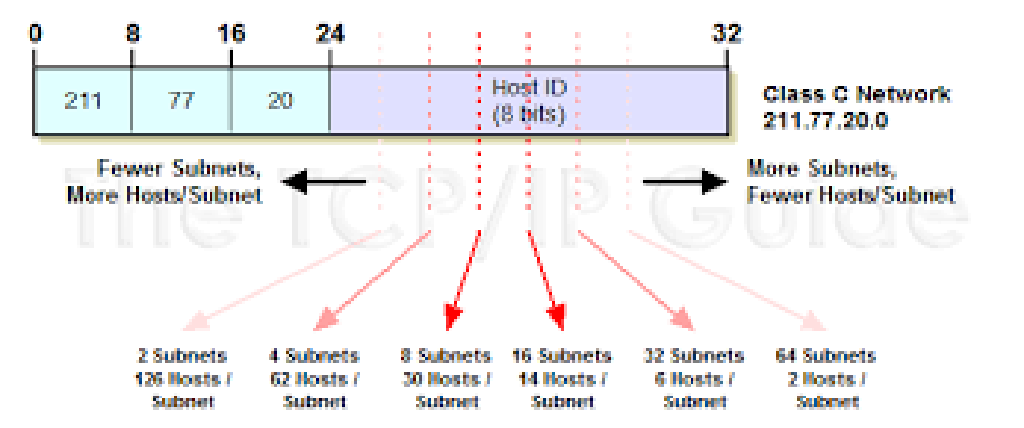 0 8 16 24 32
211 77 20 Host ID
(8 bits)
Class C Network
211.77.20.0
Fewer Subnets,
More Hosts/Subnet
More Subnets,
Fewer Hosts/Subnet
The TCP/IP Guide
2 Subnets
126 Hosts /
Subnet
4 Subnets
62 Hosts /
Subnet
8 Subnets
30 Hosts /
Subnet
16 Subnets
14 Hosts /
Subnet
32 Subnets
6 Hosts /
Subnet
64 Subnets
2 Hosts /
Subnet